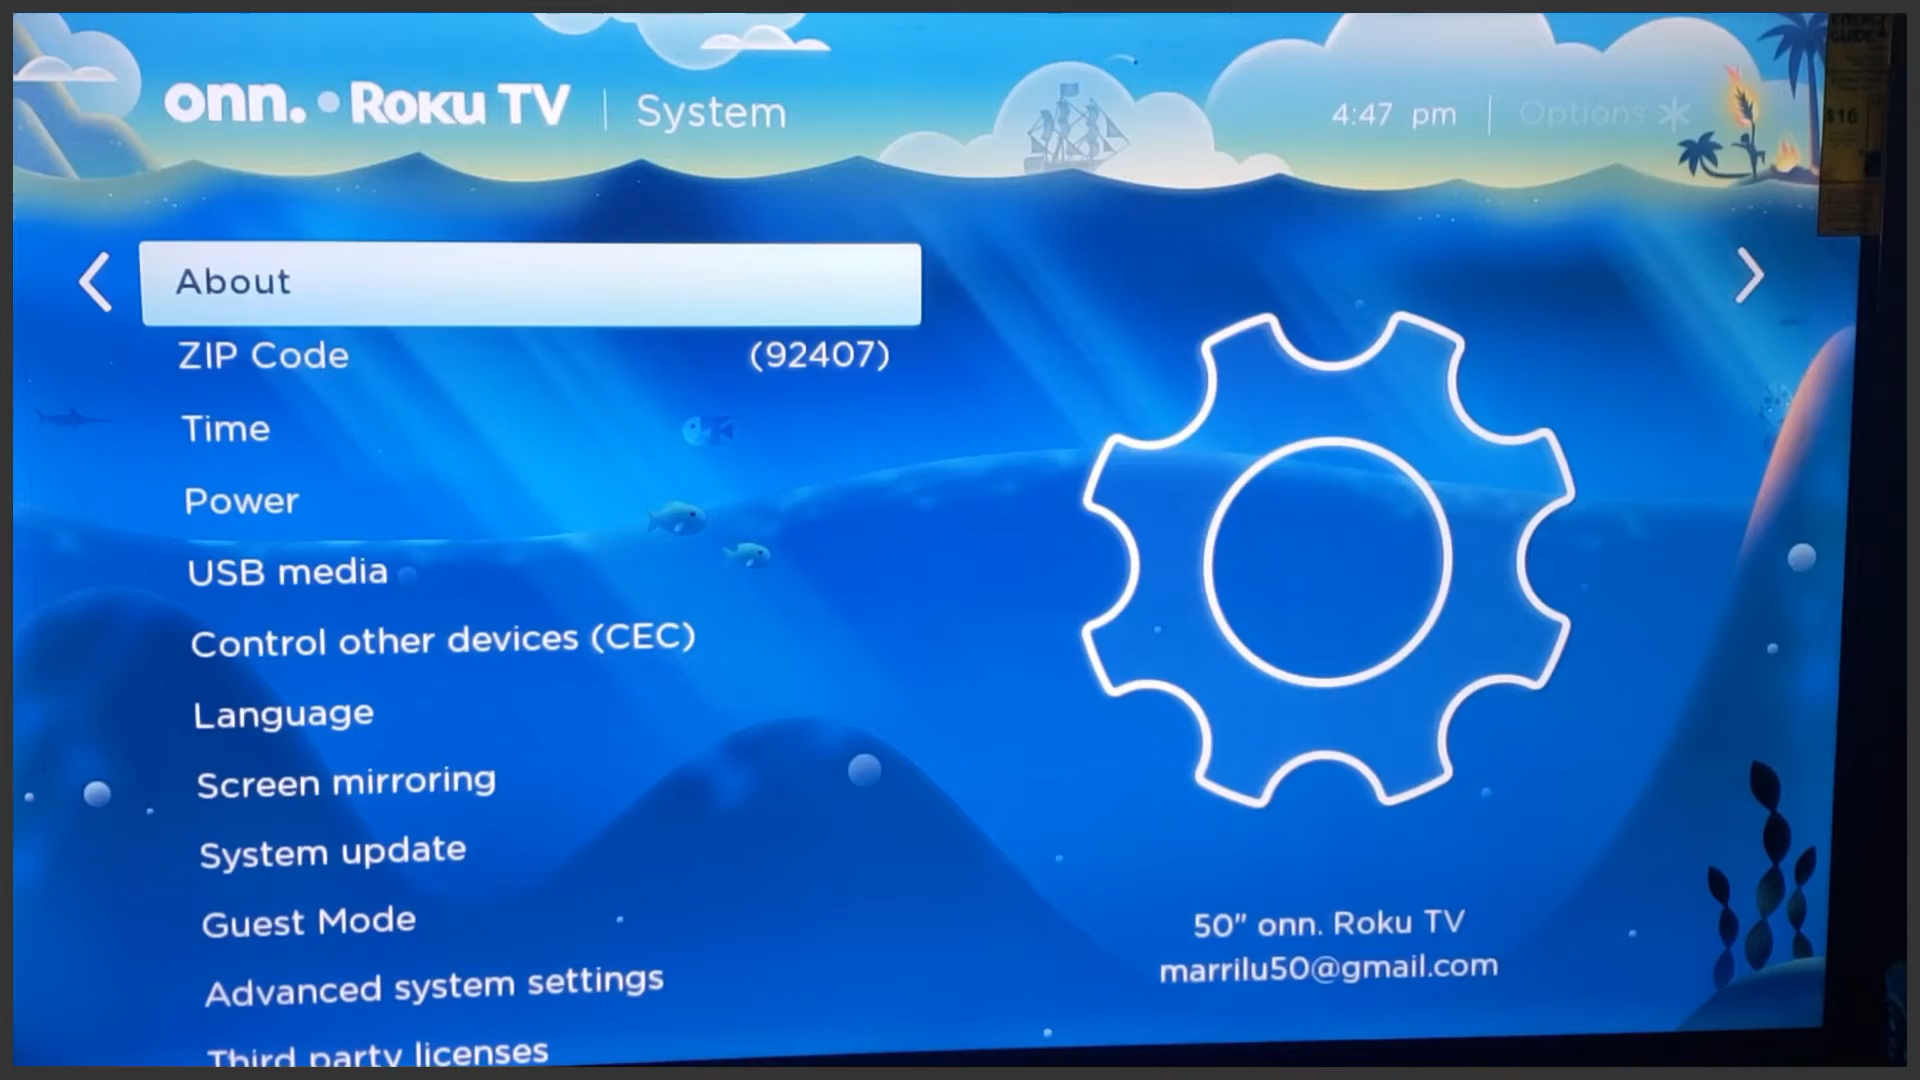 onn. • ROKU TV | System
4:47 pm | Options
GUIDE
$16
About
ZIP Code (92407)
Time
Power
USB media
Control other devices (CEC)
Language
Screen mirroring
System update
Guest Mode
Advanced system settings
Third party licenses
50" onn. Roku TV
marrilu50@gmail.com